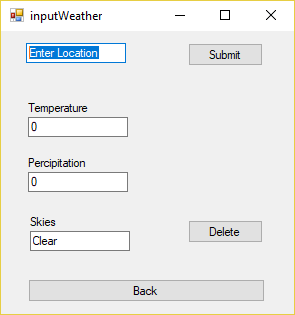 inputWeather
Enter Location
Submit
Temperature
0
Percipitation
0
Skies
Clear
Delete
Back